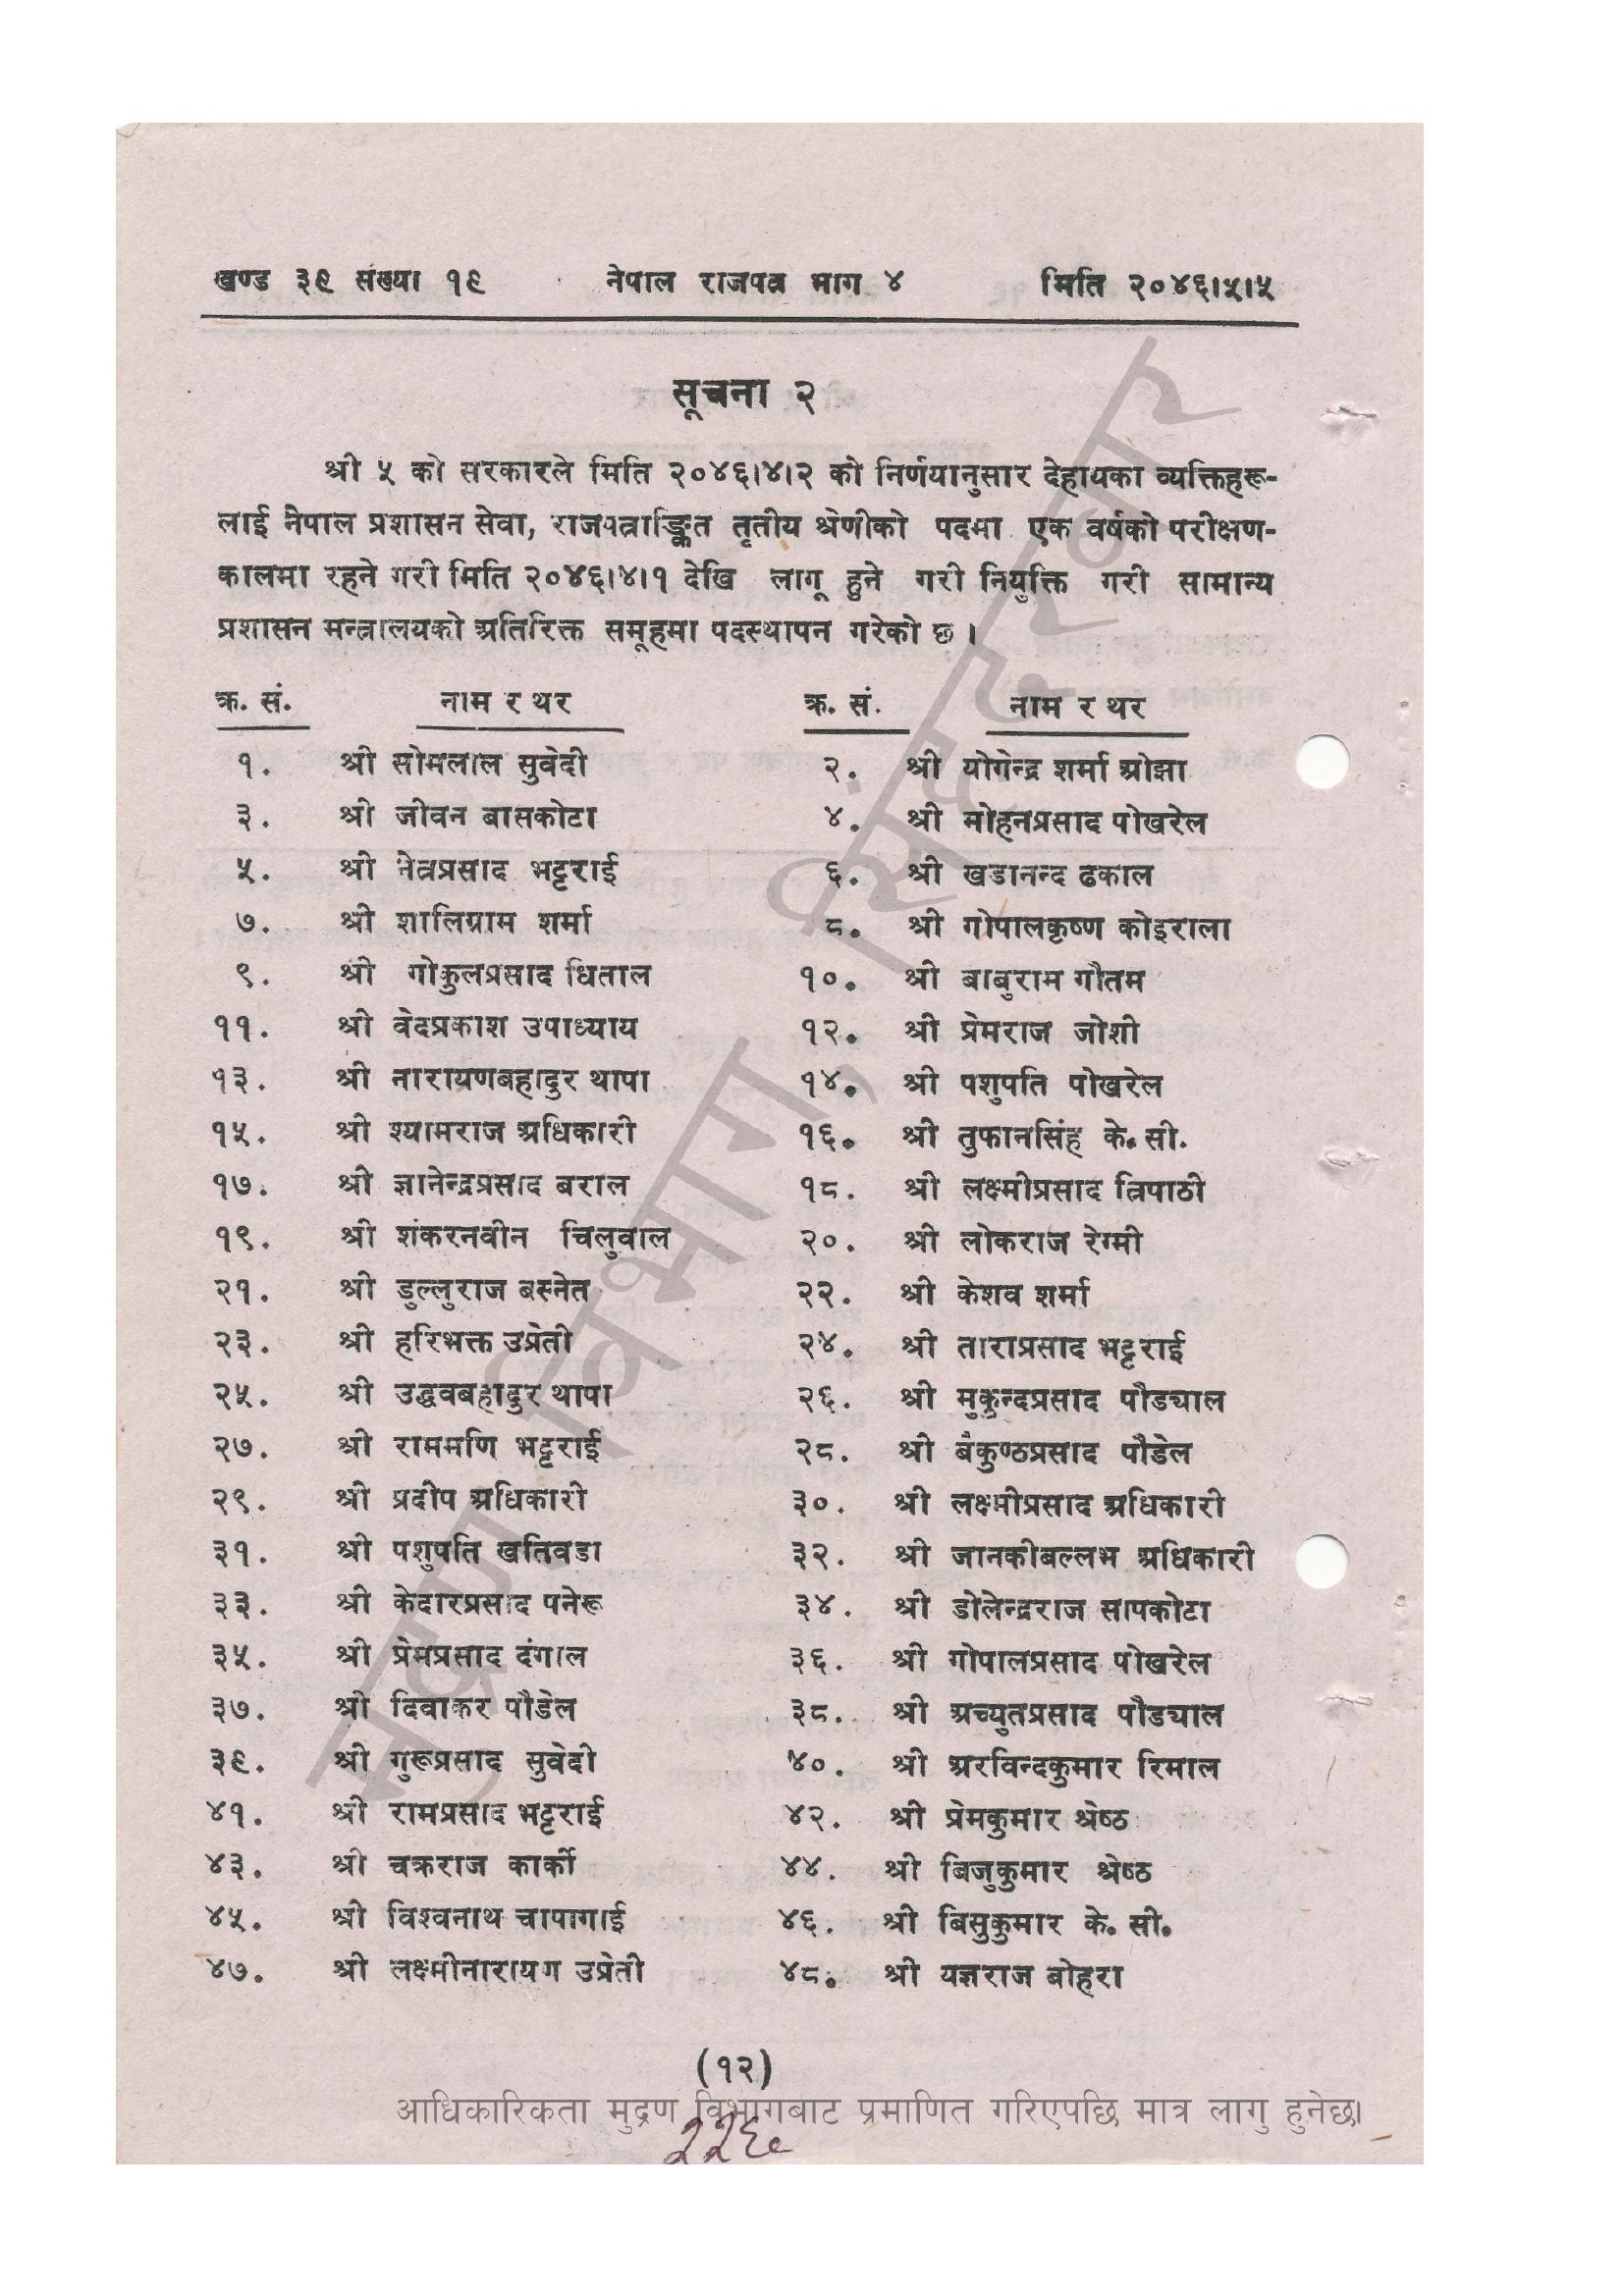 खण्ड ३९ संख्या १९ नेपाल राजपत्र भाग ४ मिति २०४६।५।५
सूचना २
श्री ५ को सरकारले मिति २०४६।४।२ को निर्णयानुसार देहायका व्यक्तिहरू-
लाई नेपाल प्रशासन सेवा, राजपत्राङ्कित तृतीय श्रेणीको पदमा एक वर्षको परीक्षण-
कालमा रहने गरी मिति २०४६।४।१ देखि लागू हुने गरी नियुक्ति गरी सामान्य
प्रशासन मन्त्रालयको अतिरिक्त समूहमा पदस्थापन गरेको छ ।
क्र. सं. नाम र थर क्र. सं. नाम र थर
१. श्री सोमलाल सुवेदी २. श्री योगेन्द्र शर्मा ओझा
३. श्री जीवन बासकोटा ४. श्री मोहनप्रसाद पोखरेल
५. श्री नेत्रप्रसाद भट्टराई ६. श्री खडानन्द ढकाल
७. श्री शालिग्राम शर्मा ८. श्री गोपालकृष्ण कोइराला
९. श्री गोकुलप्रसाद धिताल १०. श्री बाबुराम गौतम
११. श्री वेदप्रकाश उपाध्याय १२. श्री प्रेमराज जोशी
१३. श्री नारायणबहादुर थापा १४. श्री पशुपति पोखरेल
१५. श्री श्यामराज अधिकारी १६. श्री तुफानसिंह के. सी.
१७. श्री ज्ञानेन्द्रप्रसाद बराल १८. श्री लक्ष्मीप्रसाद त्रिपाठी
१९. श्री शंकरनवीन चिलुवाल २०. श्री लोकराज रेग्मी
२१. श्री डुल्लुराज बस्नेत २२. श्री केशव शर्मा
२३. श्री हरिभक्त उप्रेती २४. श्री ताराप्रसाद भट्टराई
२५. श्री उद्धवबहादुर थापा २६. श्री मुकुन्दप्रसाद पौड्याल
२७. श्री राममणि भट्टराई २८. श्री बैकुण्ठप्रसाद पौडेल
२९. श्री प्रदीप अधिकारी ३०. श्री लक्ष्मीप्रसाद अधिकारी
३१. श्री पशुपति खतिवडा ३२. श्री जानकीबल्लभ अधिकारी
३३. श्री केदारप्रसाद पनेरू ३४. श्री डोलेन्द्रराज सापकोटा
३५. श्री प्रेमप्रसाद दंगाल ३६. श्री गोपालप्रसाद पोखरेल
३७. श्री दिवाकर पौडेल ३८. श्री अच्युतप्रसाद पौड्याल
३९. श्री गुरूप्रसाद सुवेदी ४०. श्री अरविन्दकुमार रिमाल
४१. श्री रामप्रसाद भट्टराई ४२. श्री प्रेमकुमार श्रेष्ठ
४३. श्री चक्रराज कार्की ४४. श्री बिजुकुमार श्रेष्ठ
४५. श्री विश्वनाथ चापागाई ४६. श्री बिसुकुमार के. सी.
४७. श्री लक्ष्मीनारायण उप्रेती ४८. श्री यज्ञराज बोहरा
मुद्रण विभाग, सिंहदरबार
(१२)
आधिकारिकता मुद्रण विभागबाट प्रमाणित गरिएपछि मात्र लागु हुनेछ।